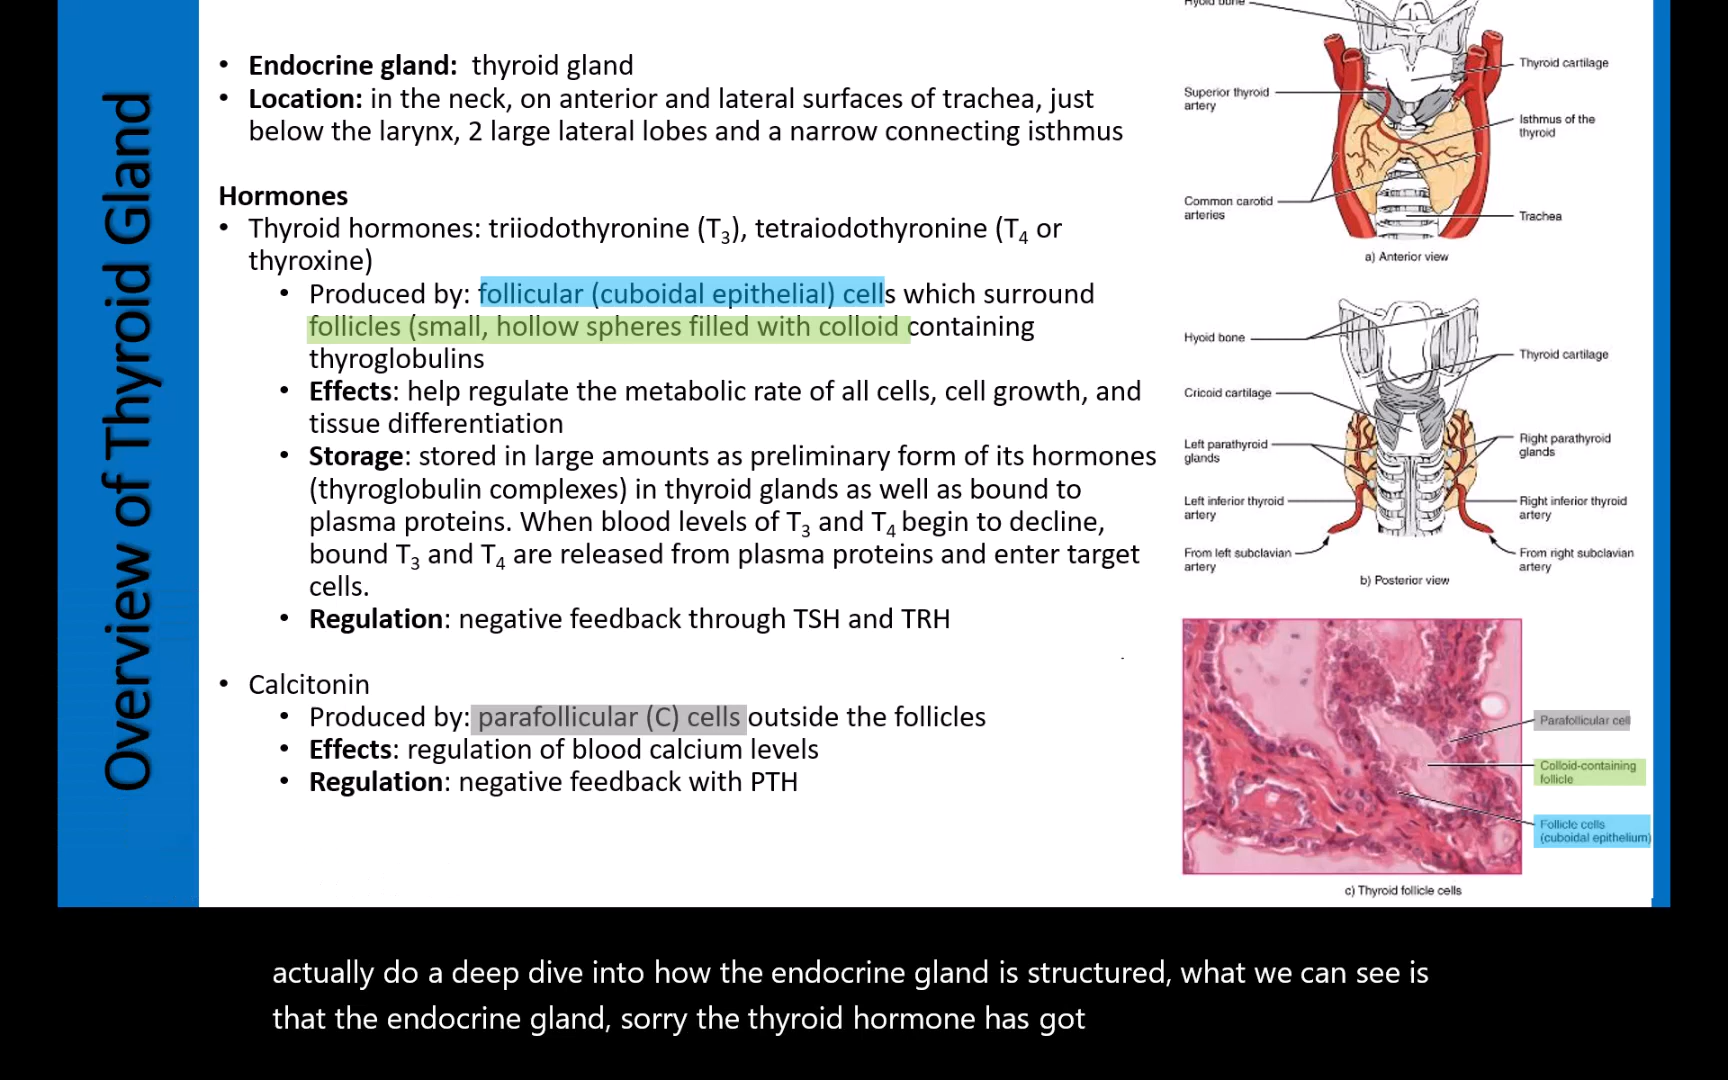 Overview of Thyroid Gland
• Endocrine gland: thyroid gland
• Location: in the neck, on anterior and lateral surfaces of trachea, just
below the larynx, 2 large lateral lobes and a narrow connecting isthmus
Hormones
• Thyroid hormones: triiodothyronine (T3), tetraiodothyronine (T4 or
thyroxine)
• Produced by: follicular (cuboidal epithelial) cells which surround
follicles (small, hollow spheres filled with colloid containing
thyroglobulins
• Effects: help regulate the metabolic rate of all cells, cell growth, and
tissue differentiation
• Storage: stored in large amounts as preliminary form of its hormones
(thyroglobulin complexes) in thyroid glands as well as bound to
plasma proteins. When blood levels of T3 and T4 begin to decline,
bound T3 and T4 are released from plasma proteins and enter target
cells.
• Regulation: negative feedback through TSH and TRH
• Calcitonin
• Produced by: parafollicular (C) cells outside the follicles
• Effects: regulation of blood calcium levels
• Regulation: negative feedback with PTH
Hyoid bone
Thyroid cartilage
Superior thyroid
artery
Isthmus of the
thyroid
Common carotid
arteries
Trachea
a) Anterior view
Hyoid bone
Thyroid cartilage
Cricoid cartilage
Left parathyroid
glands
Right parathyroid
glands
Left inferior thyroid
artery
Right inferior thyroid
artery
From left subclavian
artery
From right subclavian
artery
b) Posterior view
Parafollicular cell
Colloid-containing
follicle
Follicle cells
(cuboidal epithelium)
c) Thyroid follicle cells
actually do a deep dive into how the endocrine gland is structured, what we can see is
that the endocrine gland, sorry the thyroid hormone has got